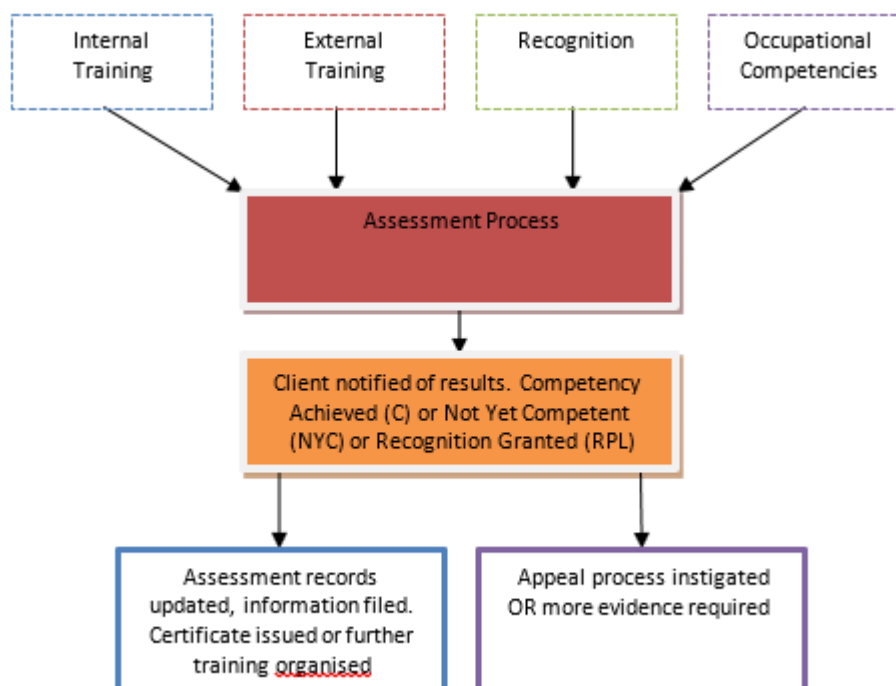 Internal
Training
External
Training
Recognition
Occupational
Competencies
Assessment Process
Client notified of results. Competency
Achieved (C) or Not Yet Competent
(NYC) or Recognition Granted (RPL)
Assessment records
updated, information filed.
Certificate issued or further
training organised
Appeal process instigated
OR more evidence required